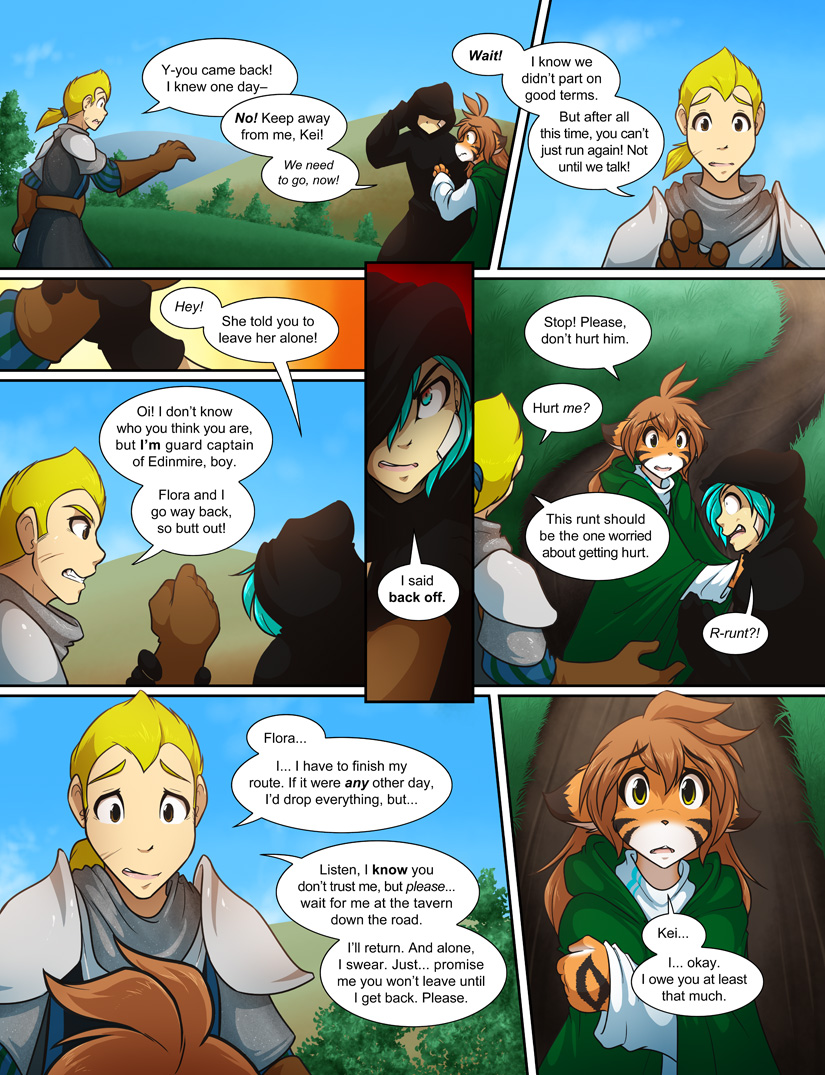 Y-you came back!
I knew one day–
No! Keep away
from me, Kei!
We need
to go, now!
Wait!
I know we
didn't part on
good terms.
But after all
this time, you can't
just run again! Not
until we talk!
Hey!
She told you to
leave her alone!
Oi! I don't know
who you think you are,
but I'm guard captain
of Edinmire, boy.
Flora and I
go way back,
so butt out!
I said
back off.
Stop! Please,
don't hurt him.
Hurt me?
This runt should
be the one worried
about getting hurt.
R-runt?!
Flora...
I... I have to finish my
route. If it were any other day,
I'd drop everything, but...
Listen, I know you
don't trust me, but please...
wait for me at the tavern
down the road.
I'll return. And alone,
I swear. Just... promise
me you won't leave until
I get back. Please.
Kei...
I... okay.
I owe you at least
that much.